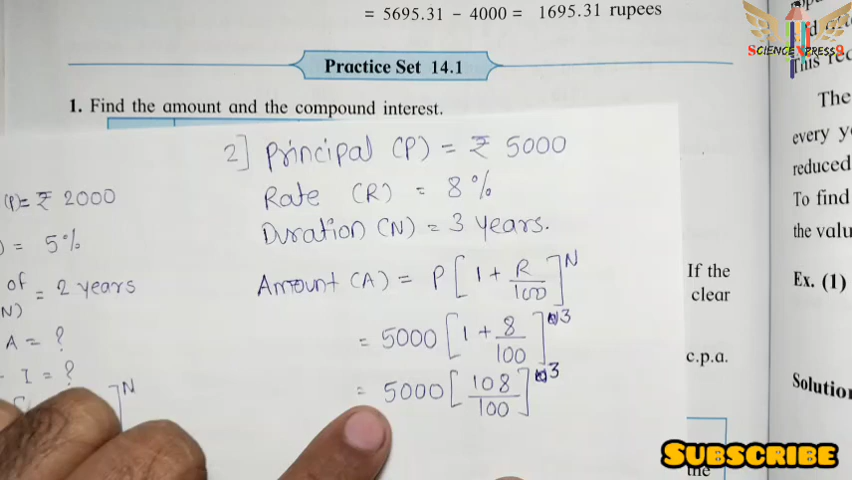 = 5695.31 − 4000 = 1695.31 rupees
Practice Set 14.1
1. Find the amount and the compound interest.
2] Principal (P) = ₹ 5000
Rate (R) = 8%
Duration (N) = 3 years.
Amount (A) = P[1 + R/100]^N
= 5000[1 + 8/100]^3
= 5000[108/100]^3
(P) = ₹ 2000
= 5%
of
N) = 2 years
A = ?
I = ?
]^N
If the
clear
c.p.a.
the
SCIENCEXPRESS9
This
The
every y
reduced
To find
the valu
Ex. (1)
Solution
SUBSCRIBE